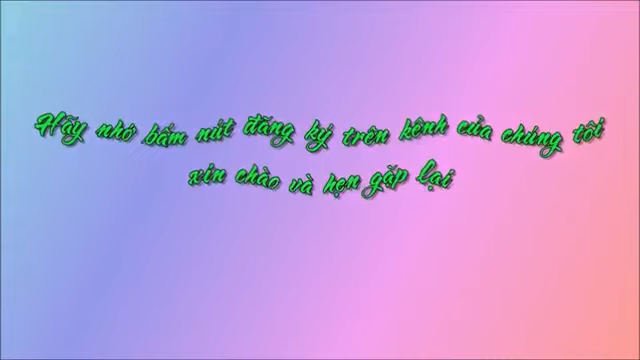 Hãy nhớ bấm nút đăng ký trên kênh của chúng tôi
xin chào và hẹn gặp lại